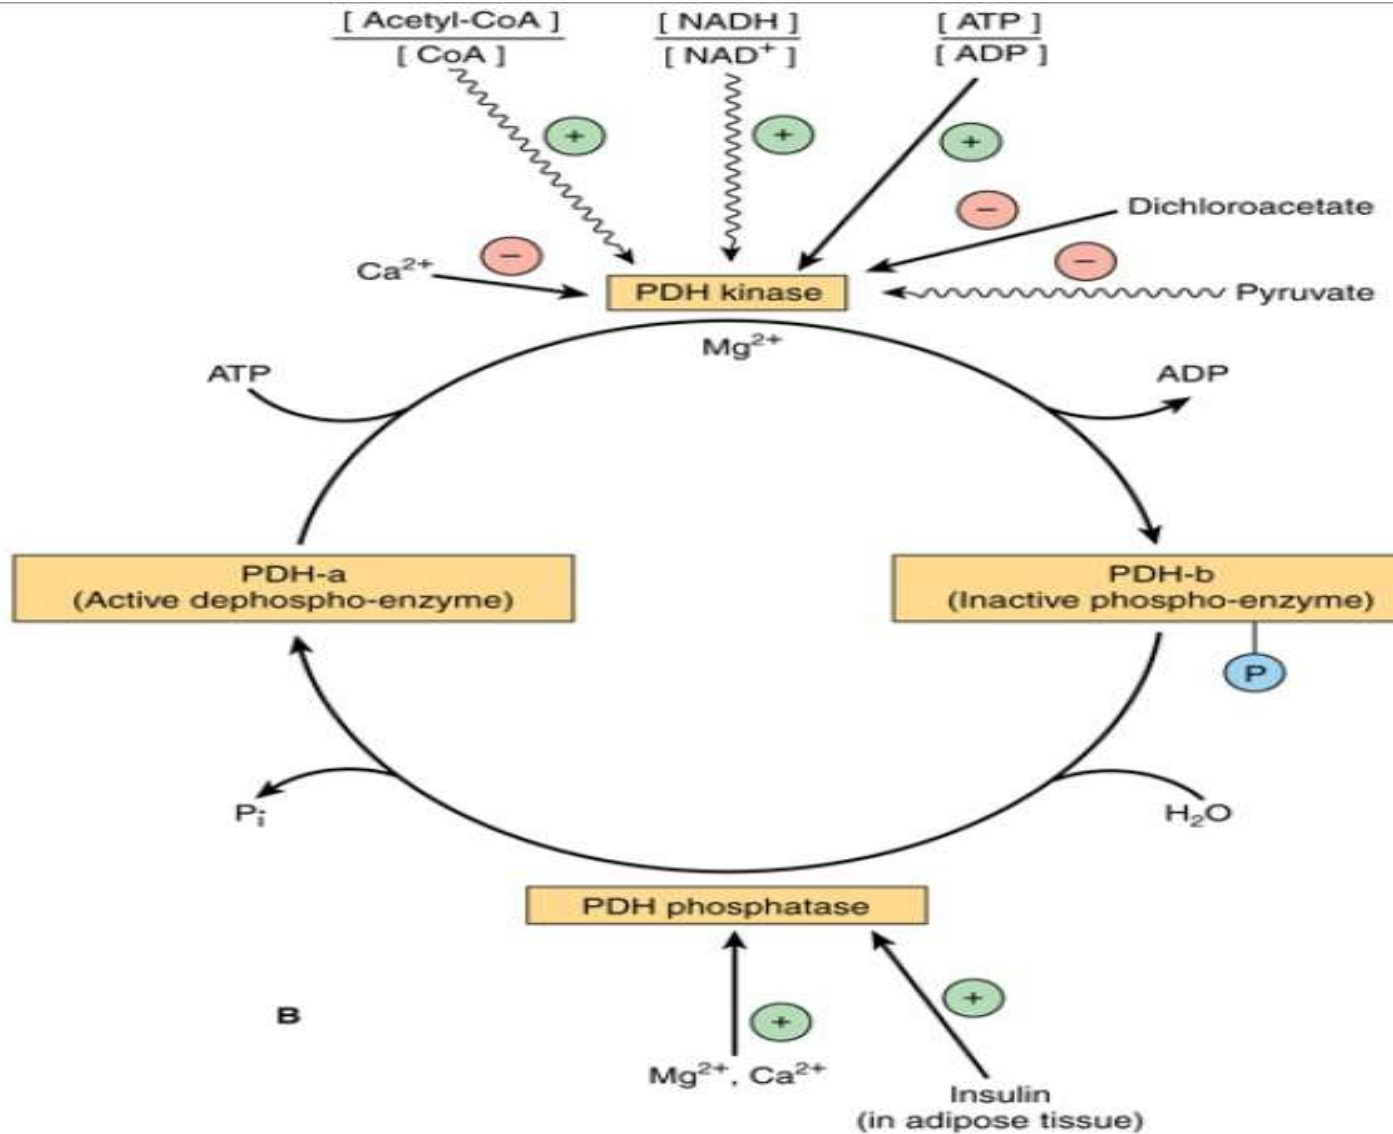 [ Acetyl-CoA ]
[ CoA ]
[ NADH ]
[ NAD⁺ ]
[ ATP ]
[ ADP ]
+
+
+
−
Dichloroacetate
−
Ca²⁺
−
PDH kinase
Pyruvate
Mg²⁺
ATP
ADP
PDH-a
(Active dephospho-enzyme)
PDH-b
(Inactive phospho-enzyme)
P
Pᵢ
H₂O
PDH phosphatase
B
+
+
Mg²⁺, Ca²⁺
Insulin
(in adipose tissue)